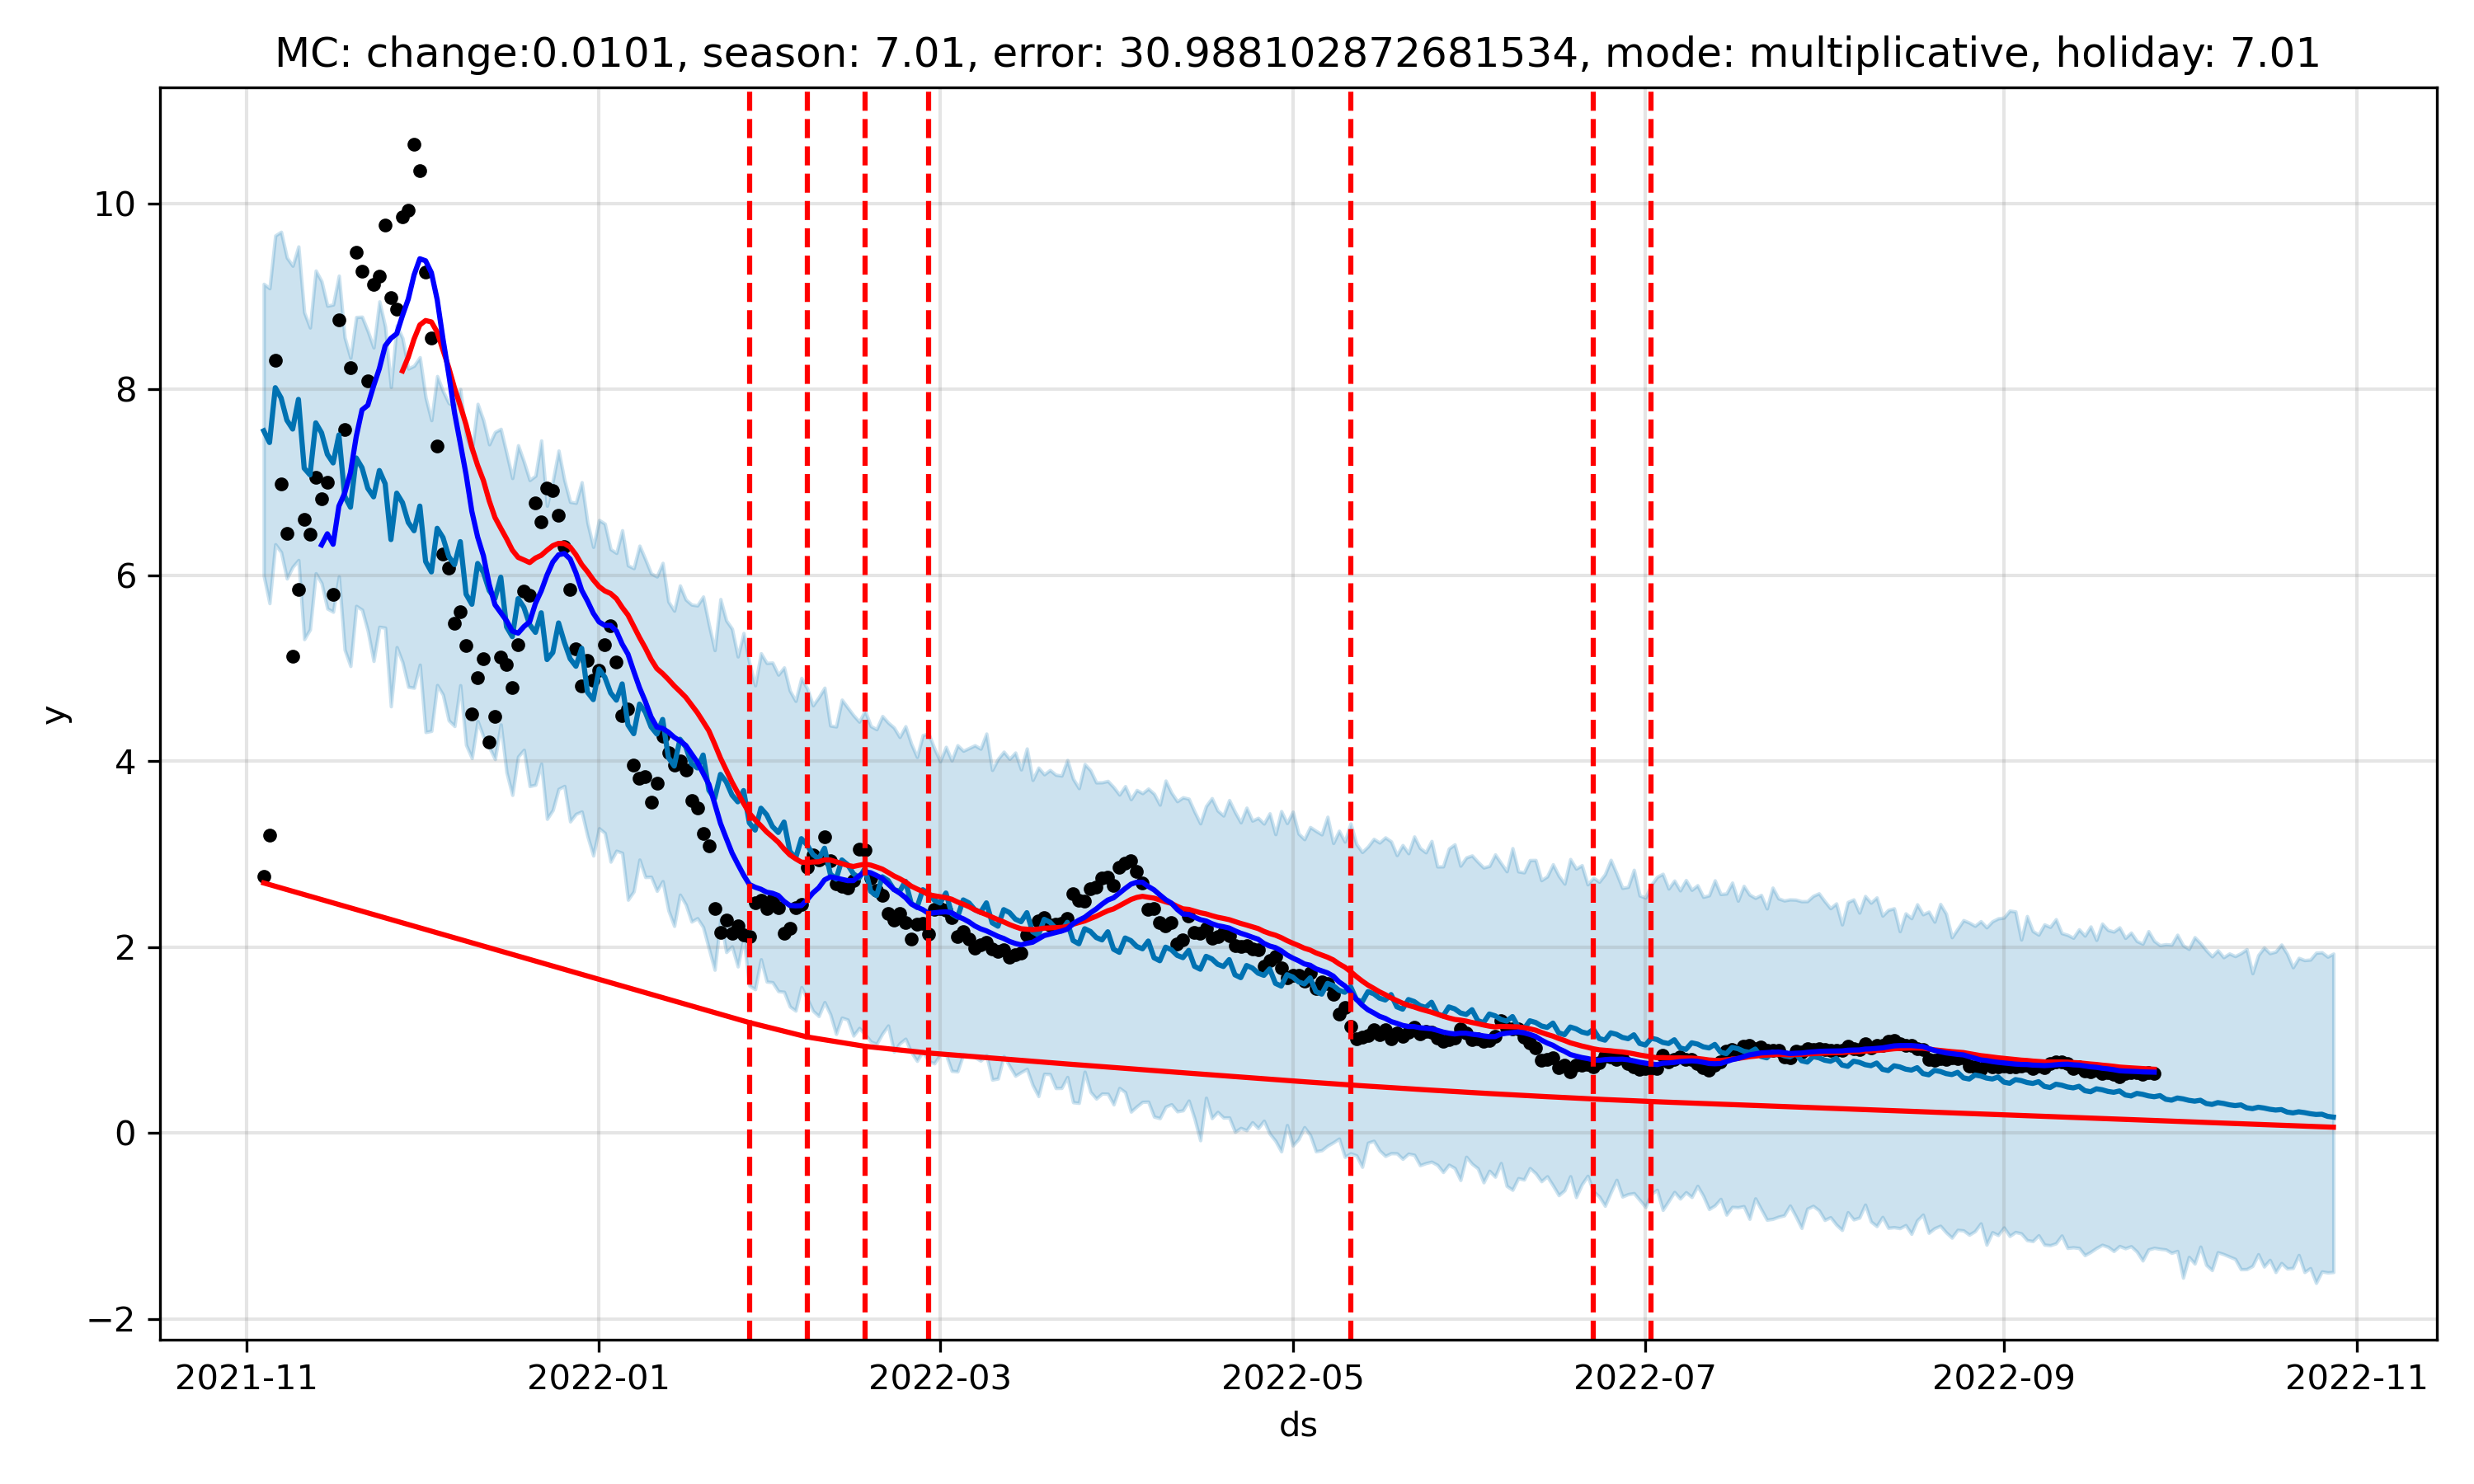 MC: change:0.0101, season: 7.01, error: 30.988102872681534, mode: multiplicative, holiday: 7.01
10
8
6
4
2
0
−2
y
2021-11 2022-01 2022-03 2022-05 2022-07 2022-09 2022-11
ds